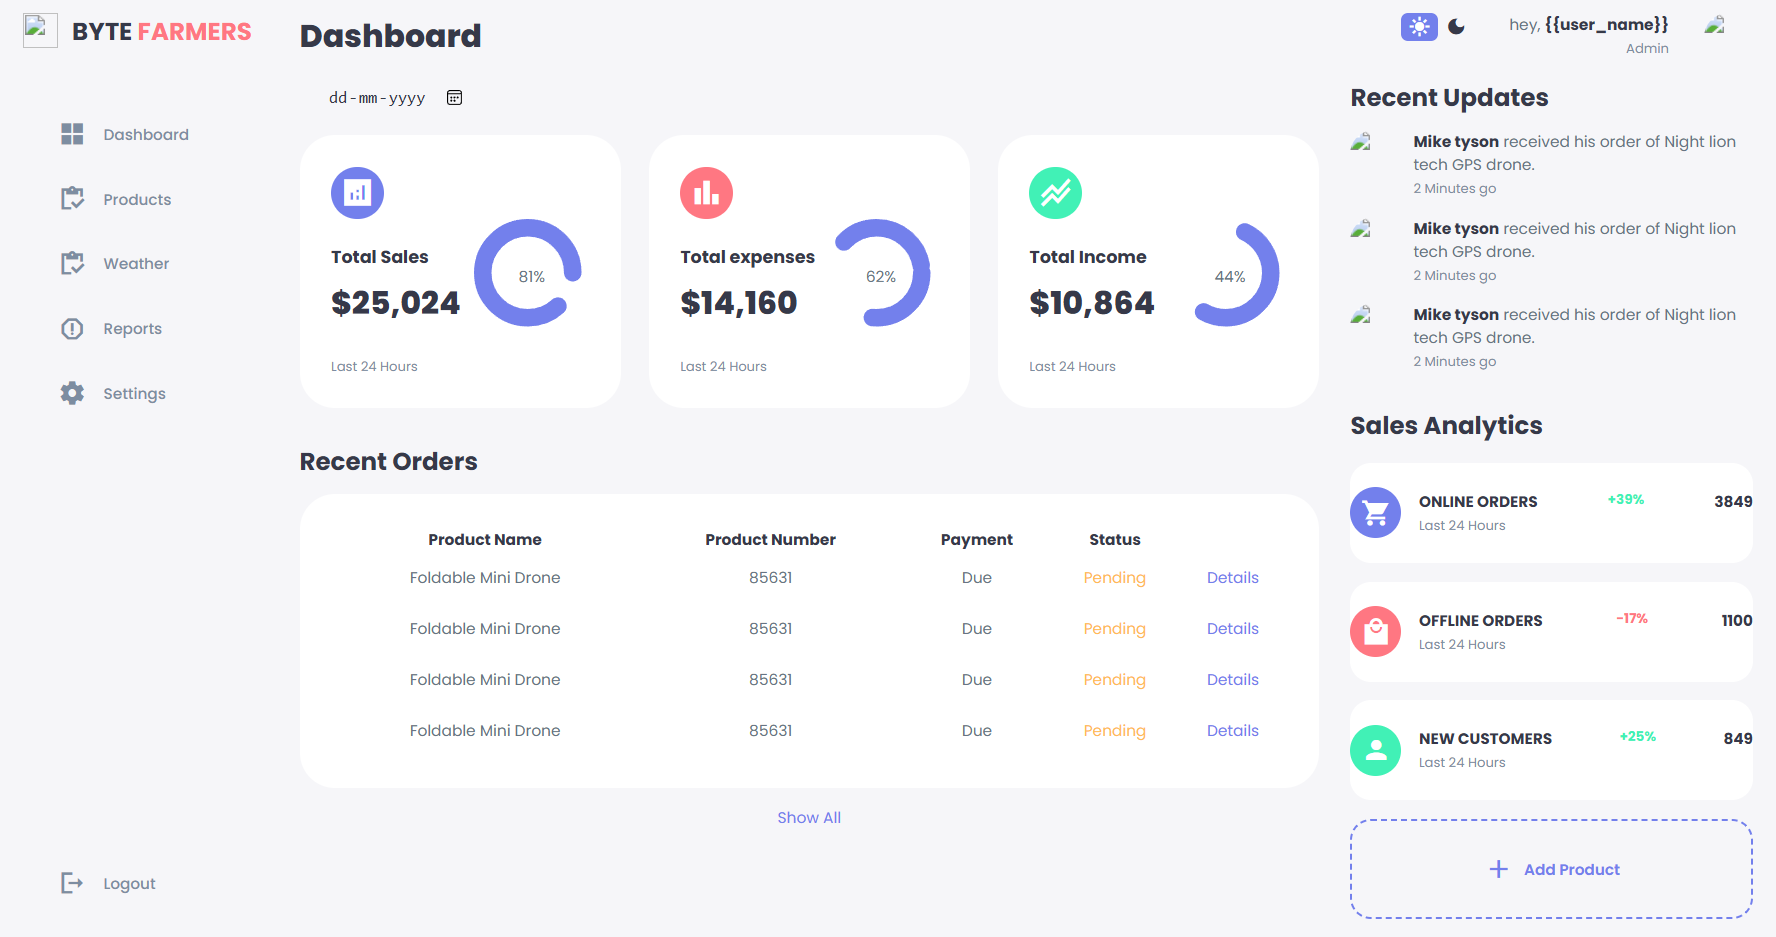 BYTE FARMERS
Dashboard
Products
Weather
Reports
Settings
Logout
Dashboard
dd-mm-yyyy
Total Sales
$25,024
81%
Last 24 Hours
Total expenses
$14,160
62%
Last 24 Hours
Total Income
$10,864
44%
Last 24 Hours
Recent Orders
Product Name Product Number Payment Status
Foldable Mini Drone 85631 Due Pending Details
Foldable Mini Drone 85631 Due Pending Details
Foldable Mini Drone 85631 Due Pending Details
Foldable Mini Drone 85631 Due Pending Details
Show All
hey, {{user_name}}
Admin
Recent Updates
Mike tyson received his order of Night lion
tech GPS drone.
2 Minutes go
Mike tyson received his order of Night lion
tech GPS drone.
2 Minutes go
Mike tyson received his order of Night lion
tech GPS drone.
2 Minutes go
Sales Analytics
ONLINE ORDERS +39% 3849
Last 24 Hours
OFFLINE ORDERS -17% 1100
Last 24 Hours
NEW CUSTOMERS +25% 849
Last 24 Hours
Add Product